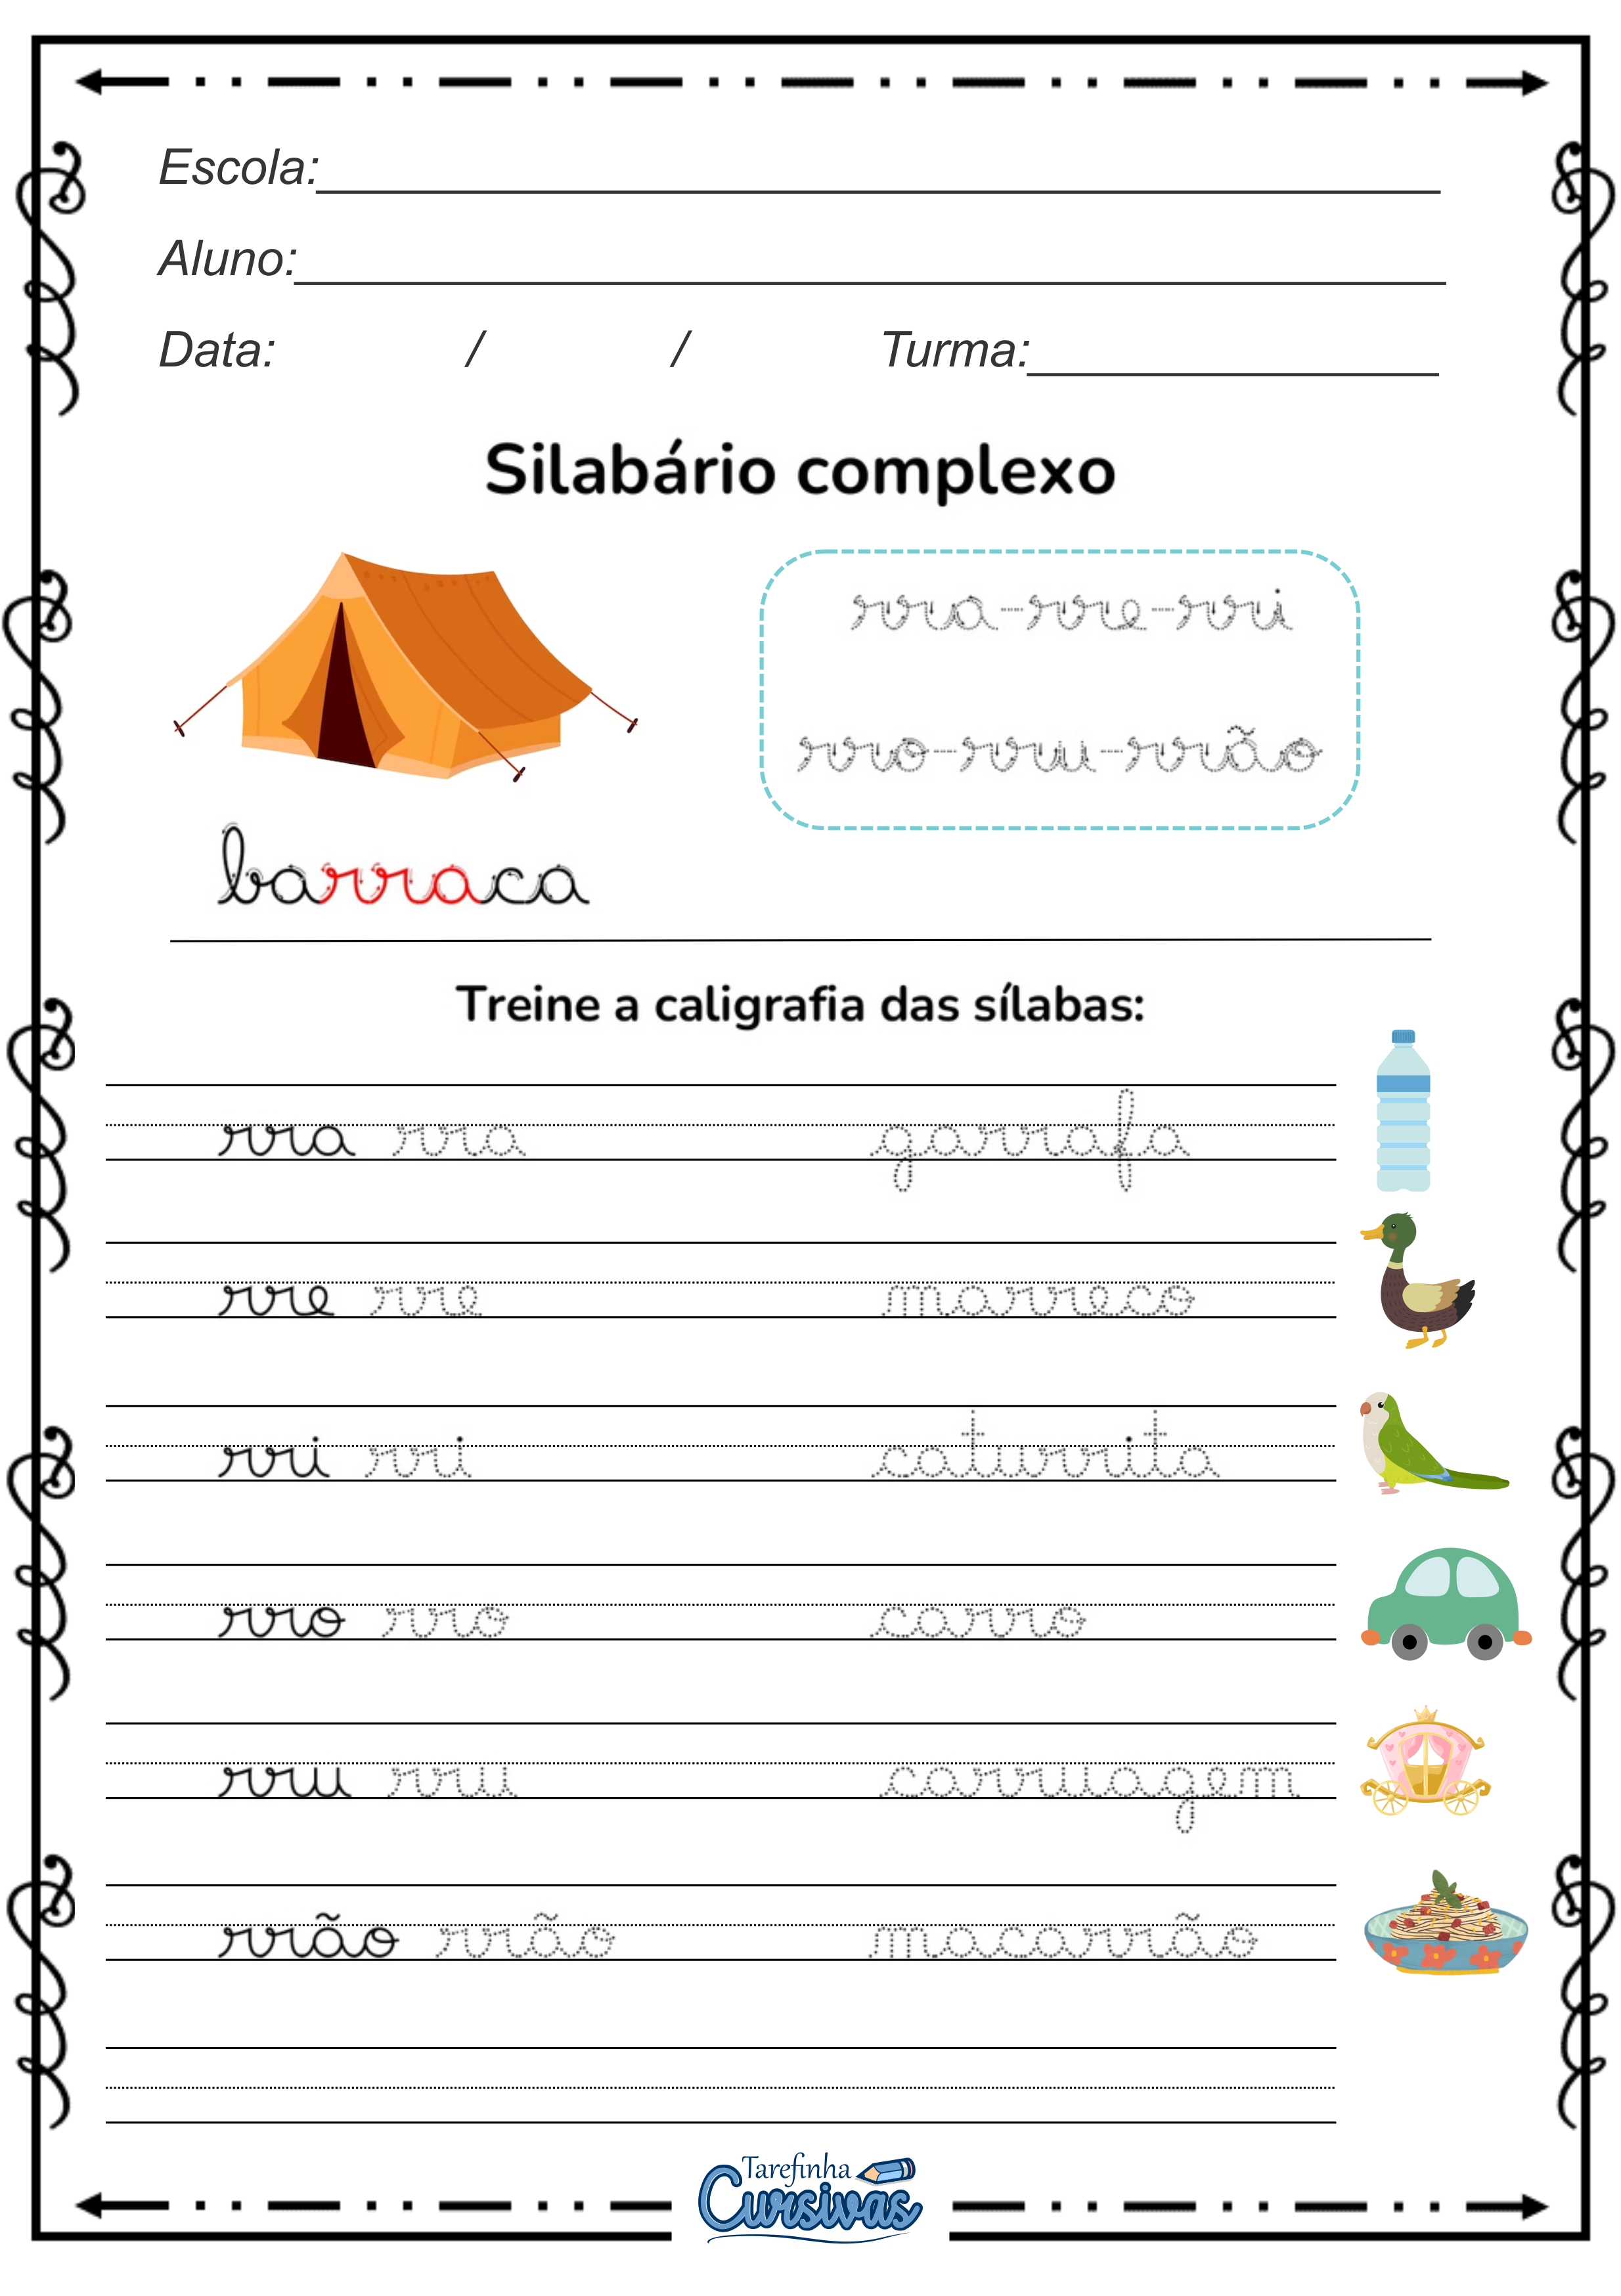 Escola:
Aluno:
Data: / / Turma:
Silabário complexo
rra-rre-rri
rro-rru-rrão
barraca
Treine a caligrafia das sílabas:
rra rra garrafa
rre rre marreco
rri rri caturrita
rro rro carro
rru rru carruagem
rrão rrão macarrão
Tarefinha
Cursivas